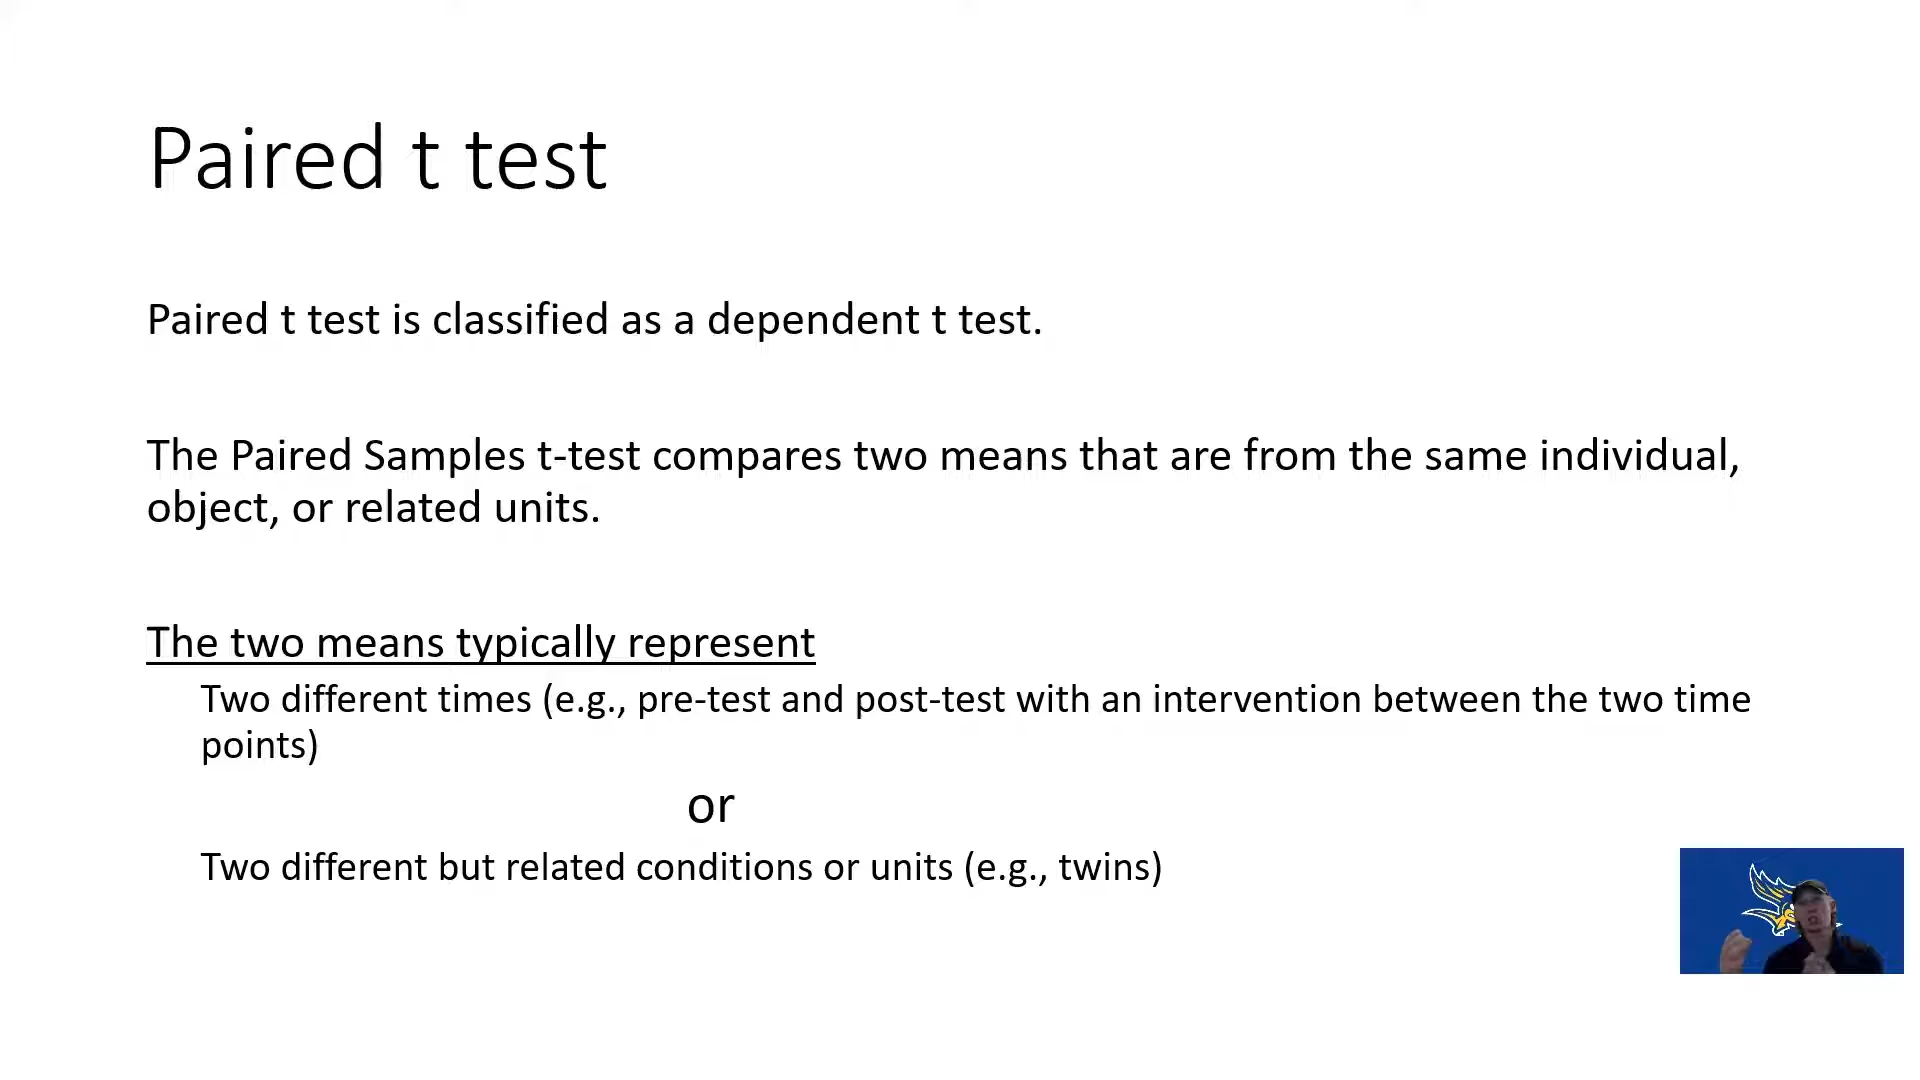 Paired t test
Paired t test is classified as a dependent t test.
The Paired Samples t-test compares two means that are from the same individual,
object, or related units.
The two means typically represent
Two different times (e.g., pre-test and post-test with an intervention between the two time
points)
or
Two different but related conditions or units (e.g., twins)